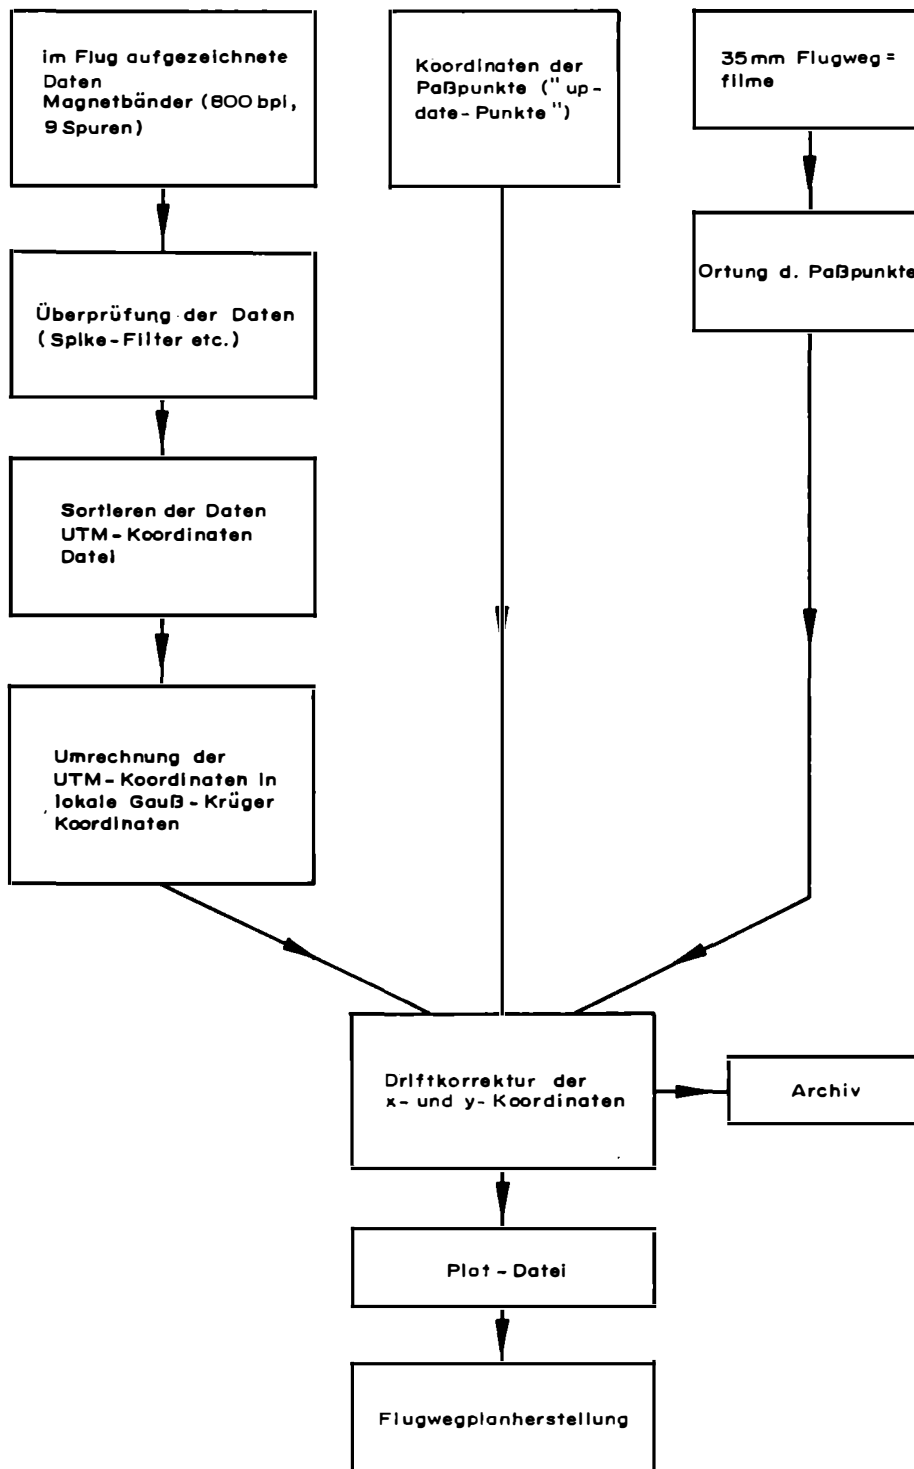 im Flug aufgezeichnete
Daten
Magnetbänder (800 bpi,
9 Spuren)
Überprüfung der Daten
(Spike-Filter etc.)
Sortieren der Daten
UTM-Koordinaten
Datei
Umrechnung der
UTM-Koordinaten in
lokale Gauß-Krüger
Koordinaten
Koordinaten der
Paßpunkte ("up-
date-Punkte")
35mm Flugweg=
filme
Ortung d. Paßpunkte
Driftkorrektur der
x- und y-Koordinaten
Archiv
Plot-Datei
Flugwegplanherstellung